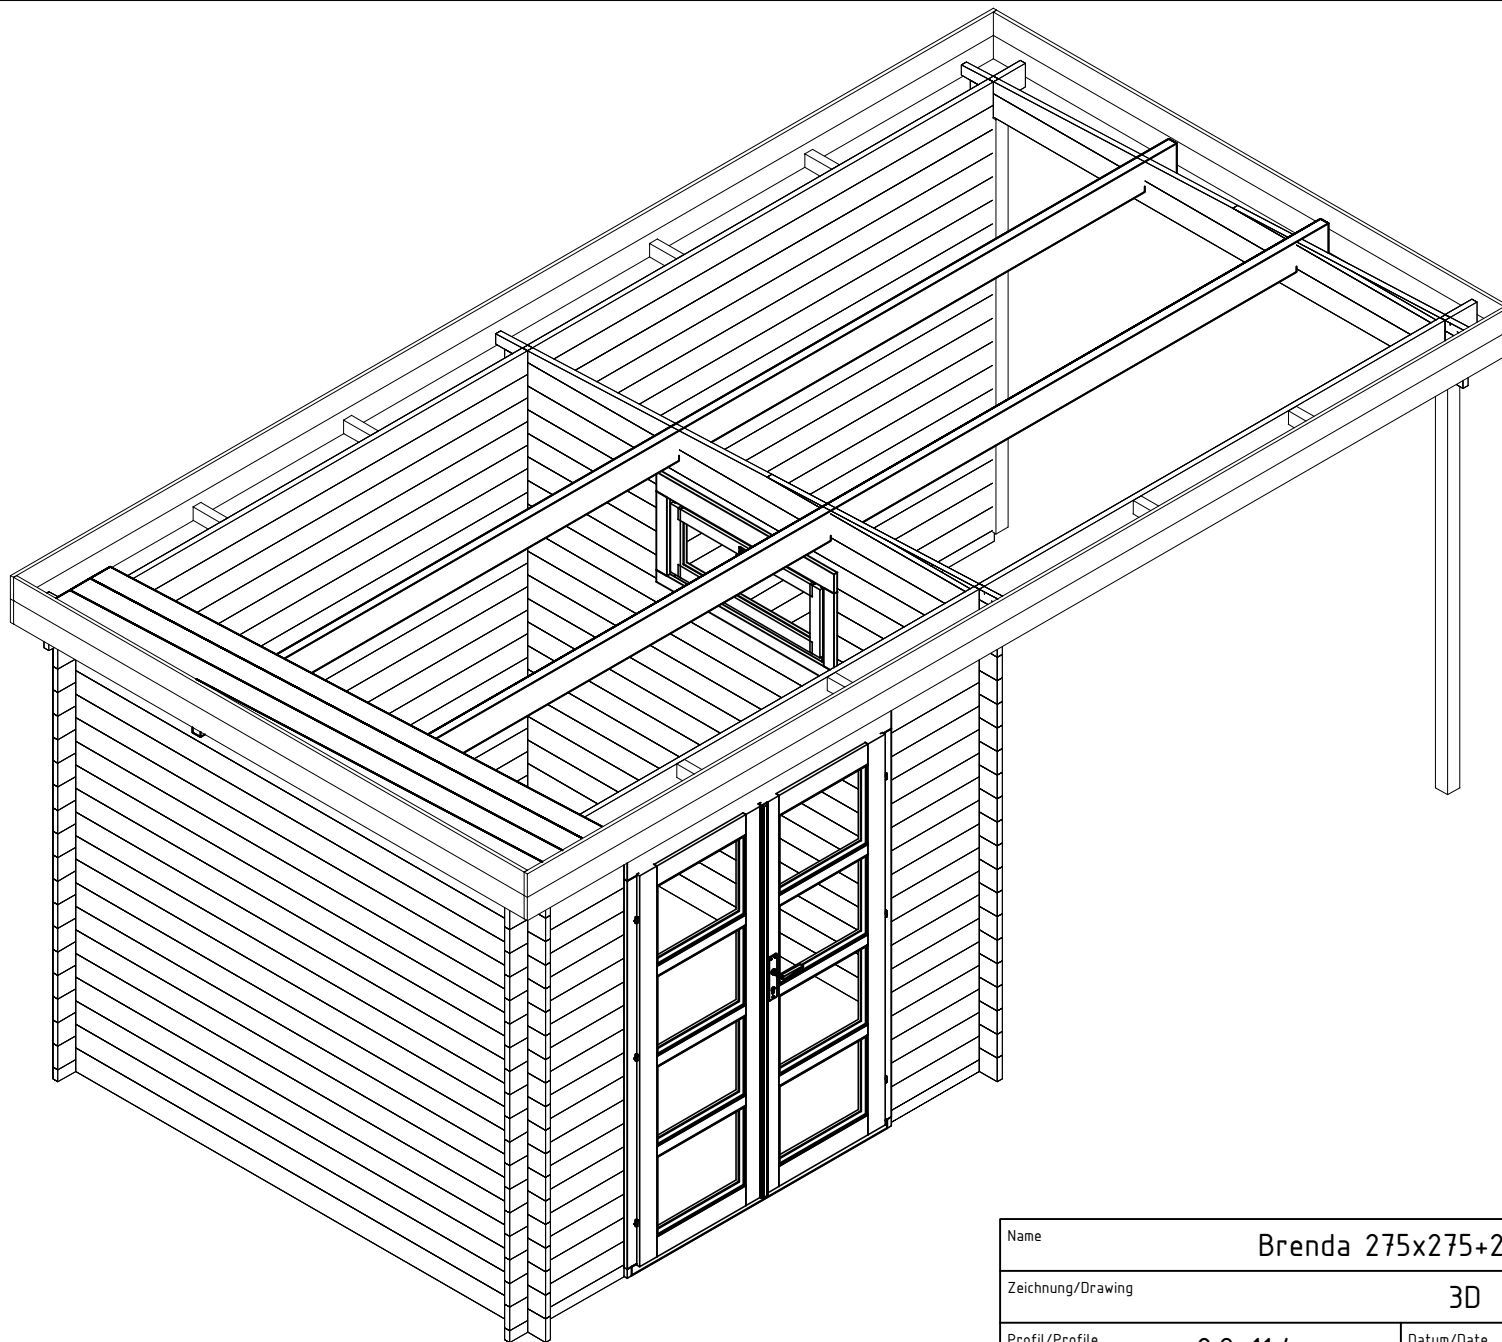 Name
Brenda 275x275+2
Zeichnung/Drawing
3D
Profil/Profile
Datum/Date